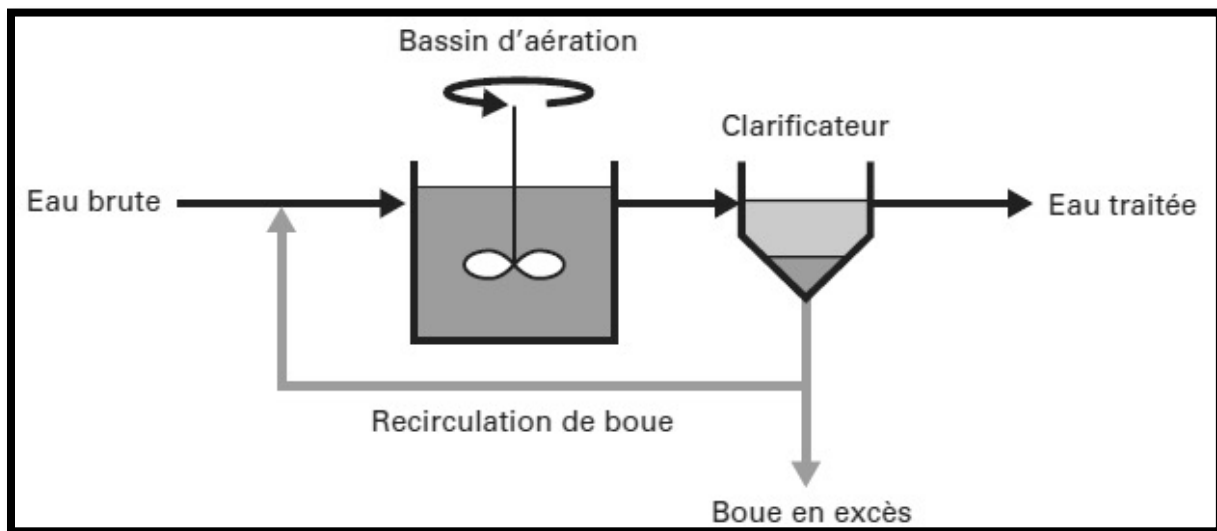 Bassin d'aération
Clarificateur
Eau brute
Eau traitée
Recirculation de boue
Boue en excès